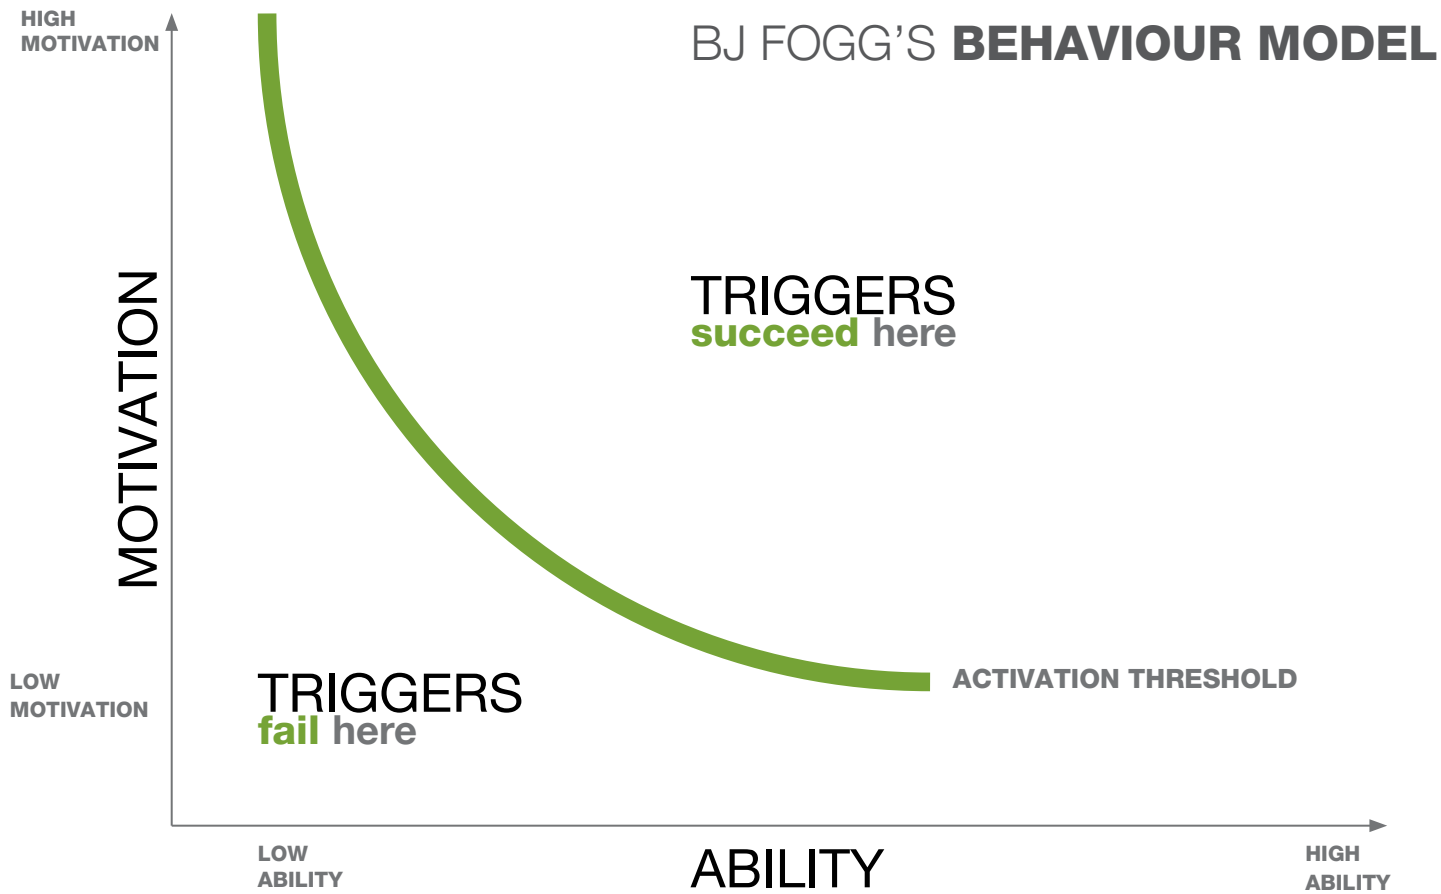 HIGH
MOTIVATION
BJ FOGG'S BEHAVIOUR MODEL
MOTIVATION
TRIGGERS
succeed here
LOW
MOTIVATION
TRIGGERS
fail here
ACTIVATION THRESHOLD
LOW
ABILITY
ABILITY
HIGH
ABILITY